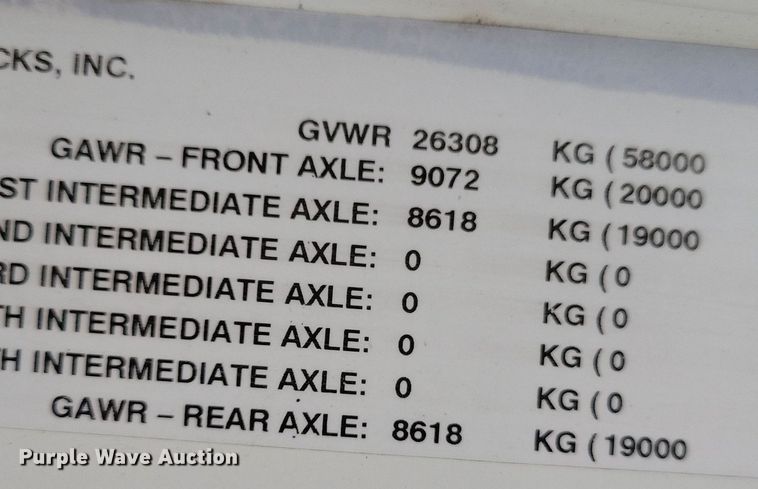 CKS, INC.
GVWR 26308 KG ( 58000
GAWR – FRONT AXLE: 9072 KG ( 20000
ST INTERMEDIATE AXLE: 8618 KG ( 19000
ND INTERMEDIATE AXLE: 0 KG ( 0
RD INTERMEDIATE AXLE: 0 KG ( 0
TH INTERMEDIATE AXLE: 0 KG ( 0
TH INTERMEDIATE AXLE: 0 KG ( 0
GAWR – REAR AXLE: 8618 KG ( 19000
Purple Wave Auction